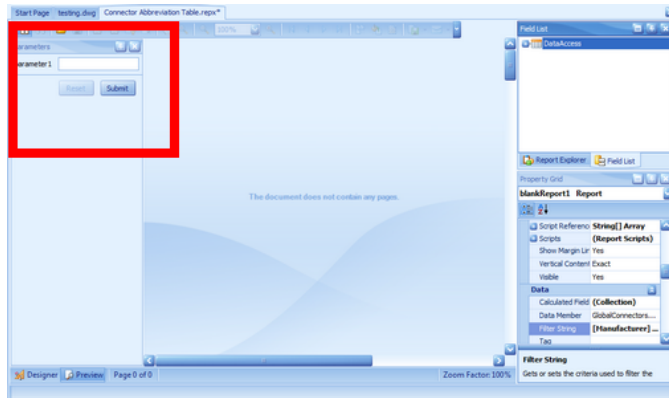 Start Page testing.dwg Connector Abbreviation Table.repx*
100%
Parameters
Parameter1
Reset Submit
The document does not contain any pages.
Designer Preview Page 0 of 0 Zoom Factor: 100%
Field List
DataAccess
Report Explorer Field List
Property Grid
blankReport1 Report
Script Referenc String[] Array
Scripts (Report Scripts)
Show Margin Lin Yes
Vertical Content Exact
Visible Yes
Data
Calculated Field (Collection)
Data Member GlobalConnectors....
Filter String [Manufacturer] ...
Tag
Filter String
Gets or sets the criteria used to filter the